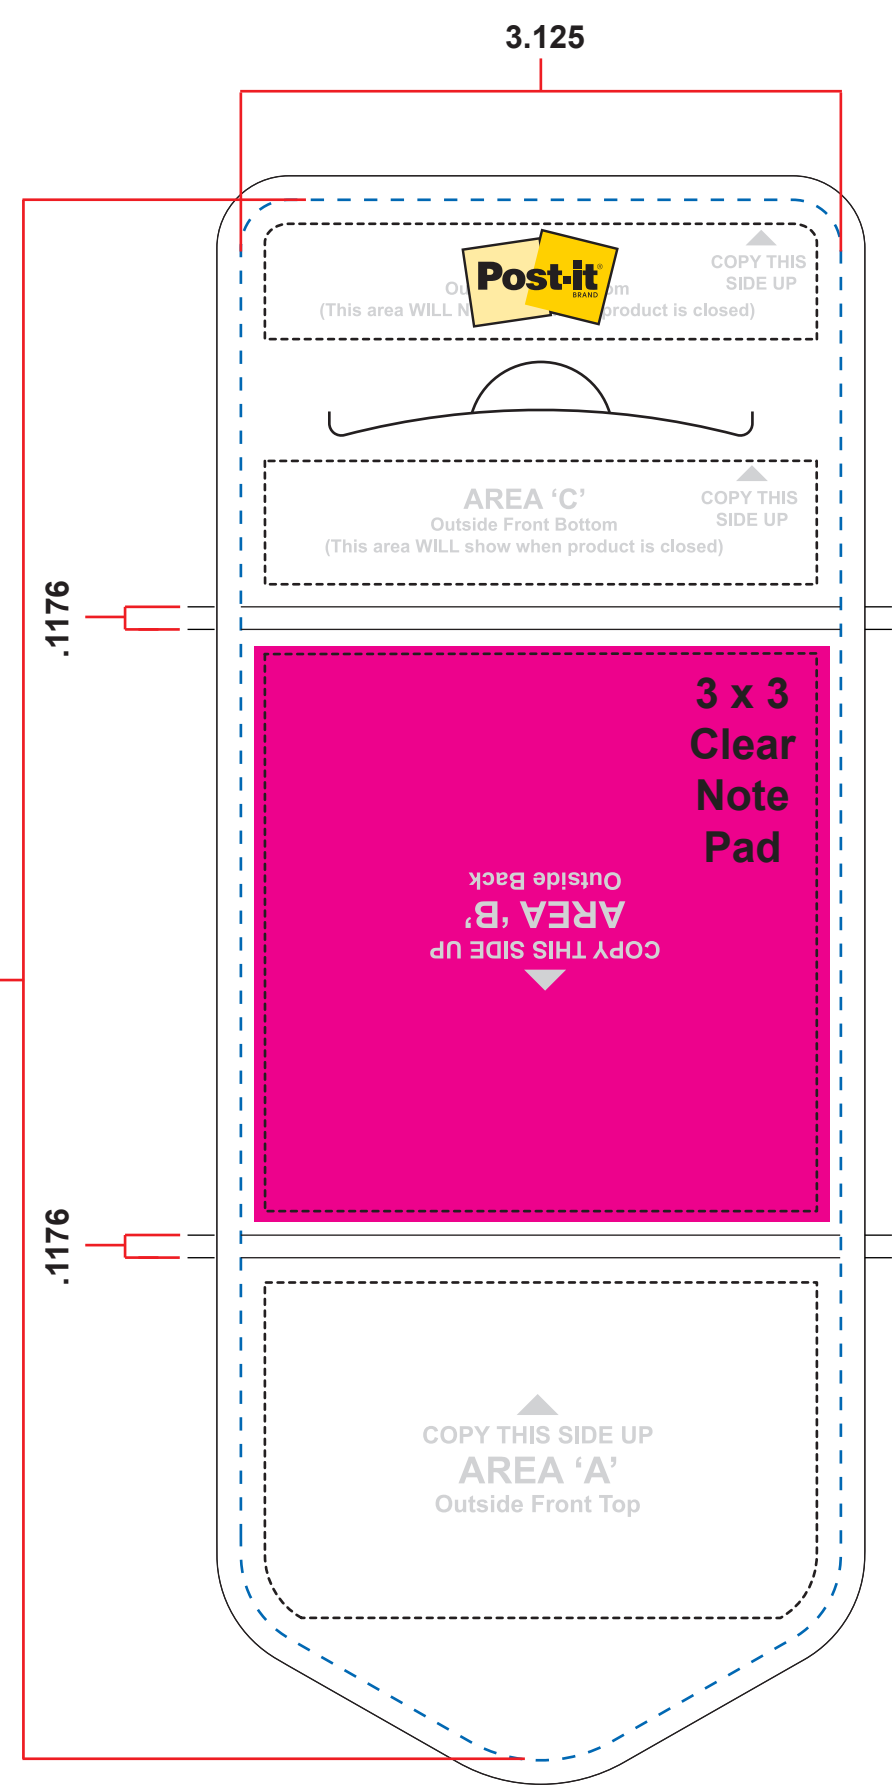 3.125
COPY THIS
SIDE UP
Post-it®
BRAND
(This area WILL N product is closed)
AREA ‘C’
Outside Front Bottom
(This area WILL show when product is closed)
COPY THIS
SIDE UP
.1176
3 x 3
Clear
Note
Pad
COPY THIS SIDE UP
AREA ‘B’
Outside Back
.1176
COPY THIS SIDE UP
AREA ‘A’
Outside Front Top